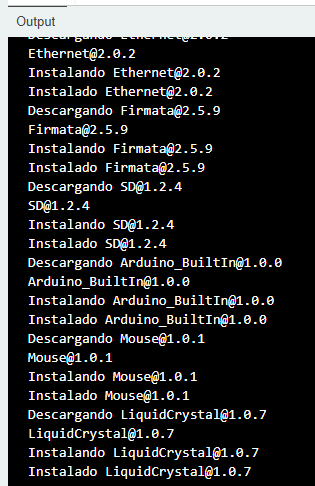 Output
Descargando Ethernet@2.0.2
Ethernet@2.0.2
Instalando Ethernet@2.0.2
Instalado Ethernet@2.0.2
Descargando Firmata@2.5.9
Firmata@2.5.9
Instalando Firmata@2.5.9
Instalado Firmata@2.5.9
Descargando SD@1.2.4
SD@1.2.4
Instalando SD@1.2.4
Instalado SD@1.2.4
Descargando Arduino_BuiltIn@1.0.0
Arduino_BuiltIn@1.0.0
Instalando Arduino_BuiltIn@1.0.0
Instalado Arduino_BuiltIn@1.0.0
Descargando Mouse@1.0.1
Mouse@1.0.1
Instalando Mouse@1.0.1
Instalado Mouse@1.0.1
Descargando LiquidCrystal@1.0.7
LiquidCrystal@1.0.7
Instalando LiquidCrystal@1.0.7
Instalado LiquidCrystal@1.0.7